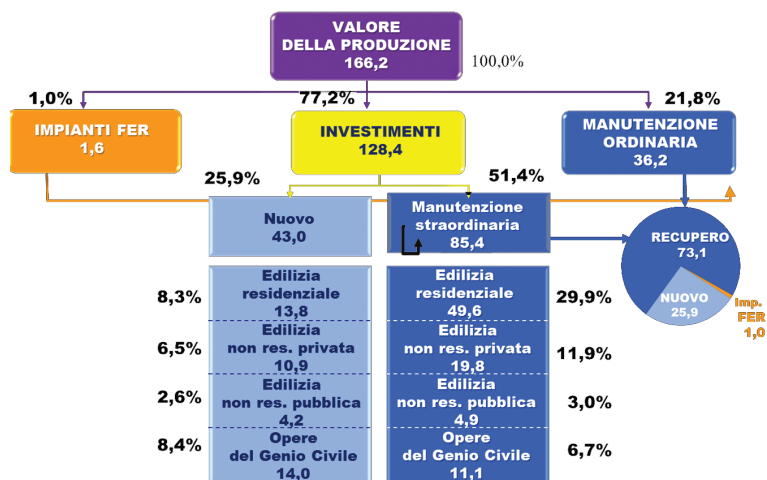 VALORE
DELLA PRODUZIONE
166,2
100,0%
1,0%
77,2%
21,8%
IMPIANTI FER
1,6
INVESTIMENTI
128,4
MANUTENZIONE
ORDINARIA
36,2
25,9%
51,4%
Nuovo
43,0
Manutenzione
straordinaria
85,4
RECUPERO
73,1
NUOVO
25,9
Imp.
FER
1,0
8,3%
Edilizia
residenziale
13,8
Edilizia
residenziale
49,6
29,9%
6,5%
Edilizia
non res. privata
10,9
Edilizia
non res. privata
19,8
11,9%
2,6%
Edilizia
non res. pubblica
4,2
Edilizia
non res. pubblica
4,9
3,0%
8,4%
Opere
del Genio Civile
14,0
Opere
del Genio Civile
11,1
6,7%